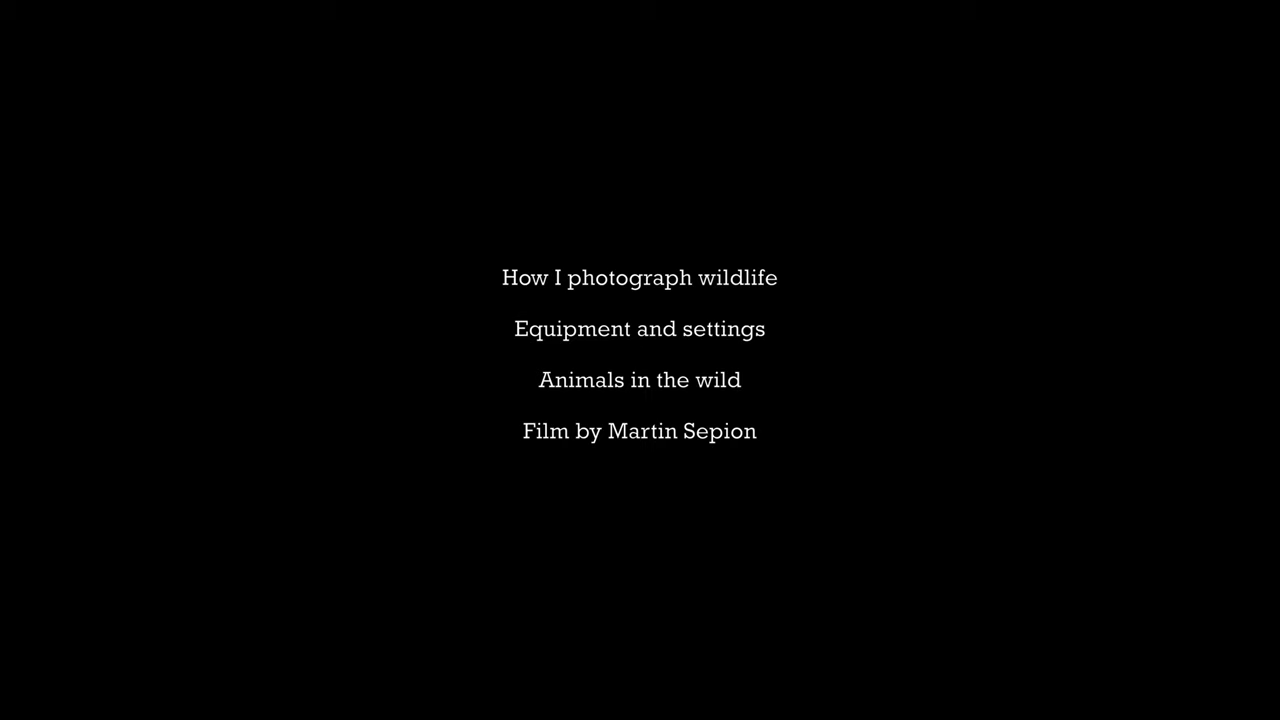 How I photograph wildlife
Equipment and settings
Animals in the wild
Film by Martin Sepion